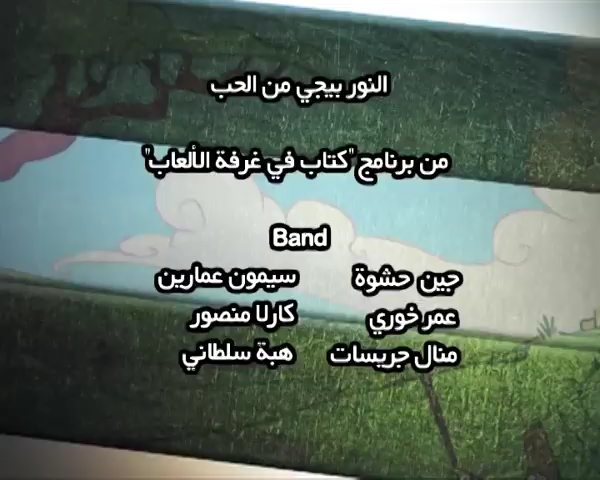 النور بيجي من الحب
من برنامج "كتاب في غرفة الألعاب"
Band
جين حشوة سيمون عمارين
عمر خوري كارلا منصور
منال جريسات هبة سلطاني